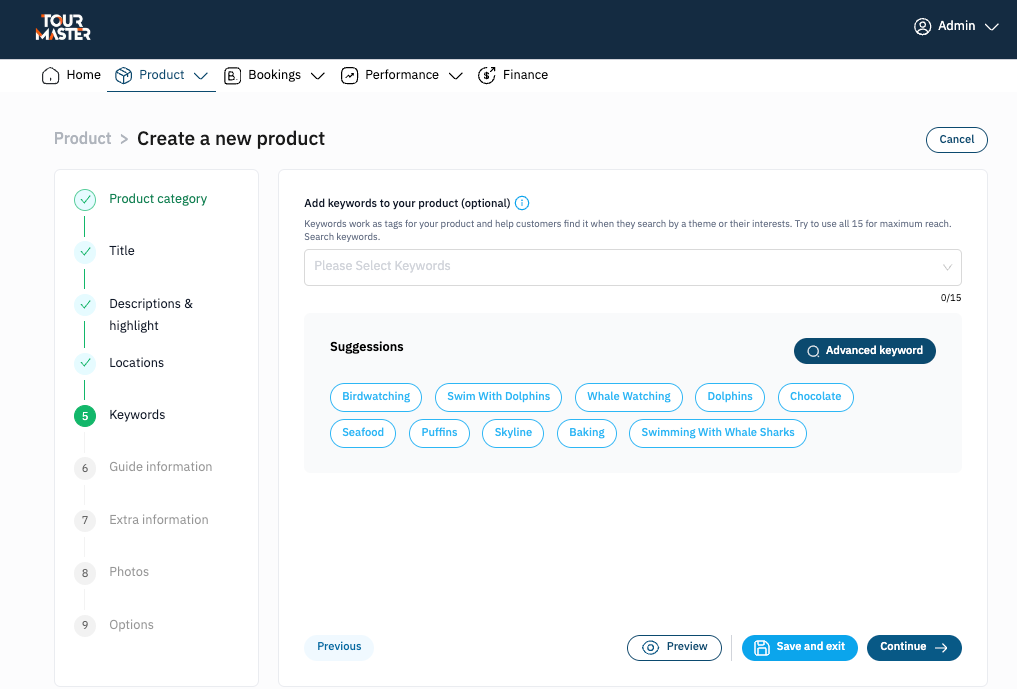 TOUR
MASTER
Admin
Home
Product
Bookings
Performance
Finance
Product > Create a new product
Cancel
Product category
Title
Descriptions &
highlight
Locations
5 Keywords
6 Guide information
7 Extra information
8 Photos
9 Options
Add keywords to your product (optional)
Keywords work as tags for your product and help customers find it when they search by a theme or their interests. Try to use all 15 for maximum reach.
Search keywords.
Please Select Keywords
0/15
Suggessions
Advanced keyword
Birdwatching
Swim With Dolphins
Whale Watching
Dolphins
Chocolate
Seafood
Puffins
Skyline
Baking
Swimming With Whale Sharks
Previous
Preview
Save and exit
Continue